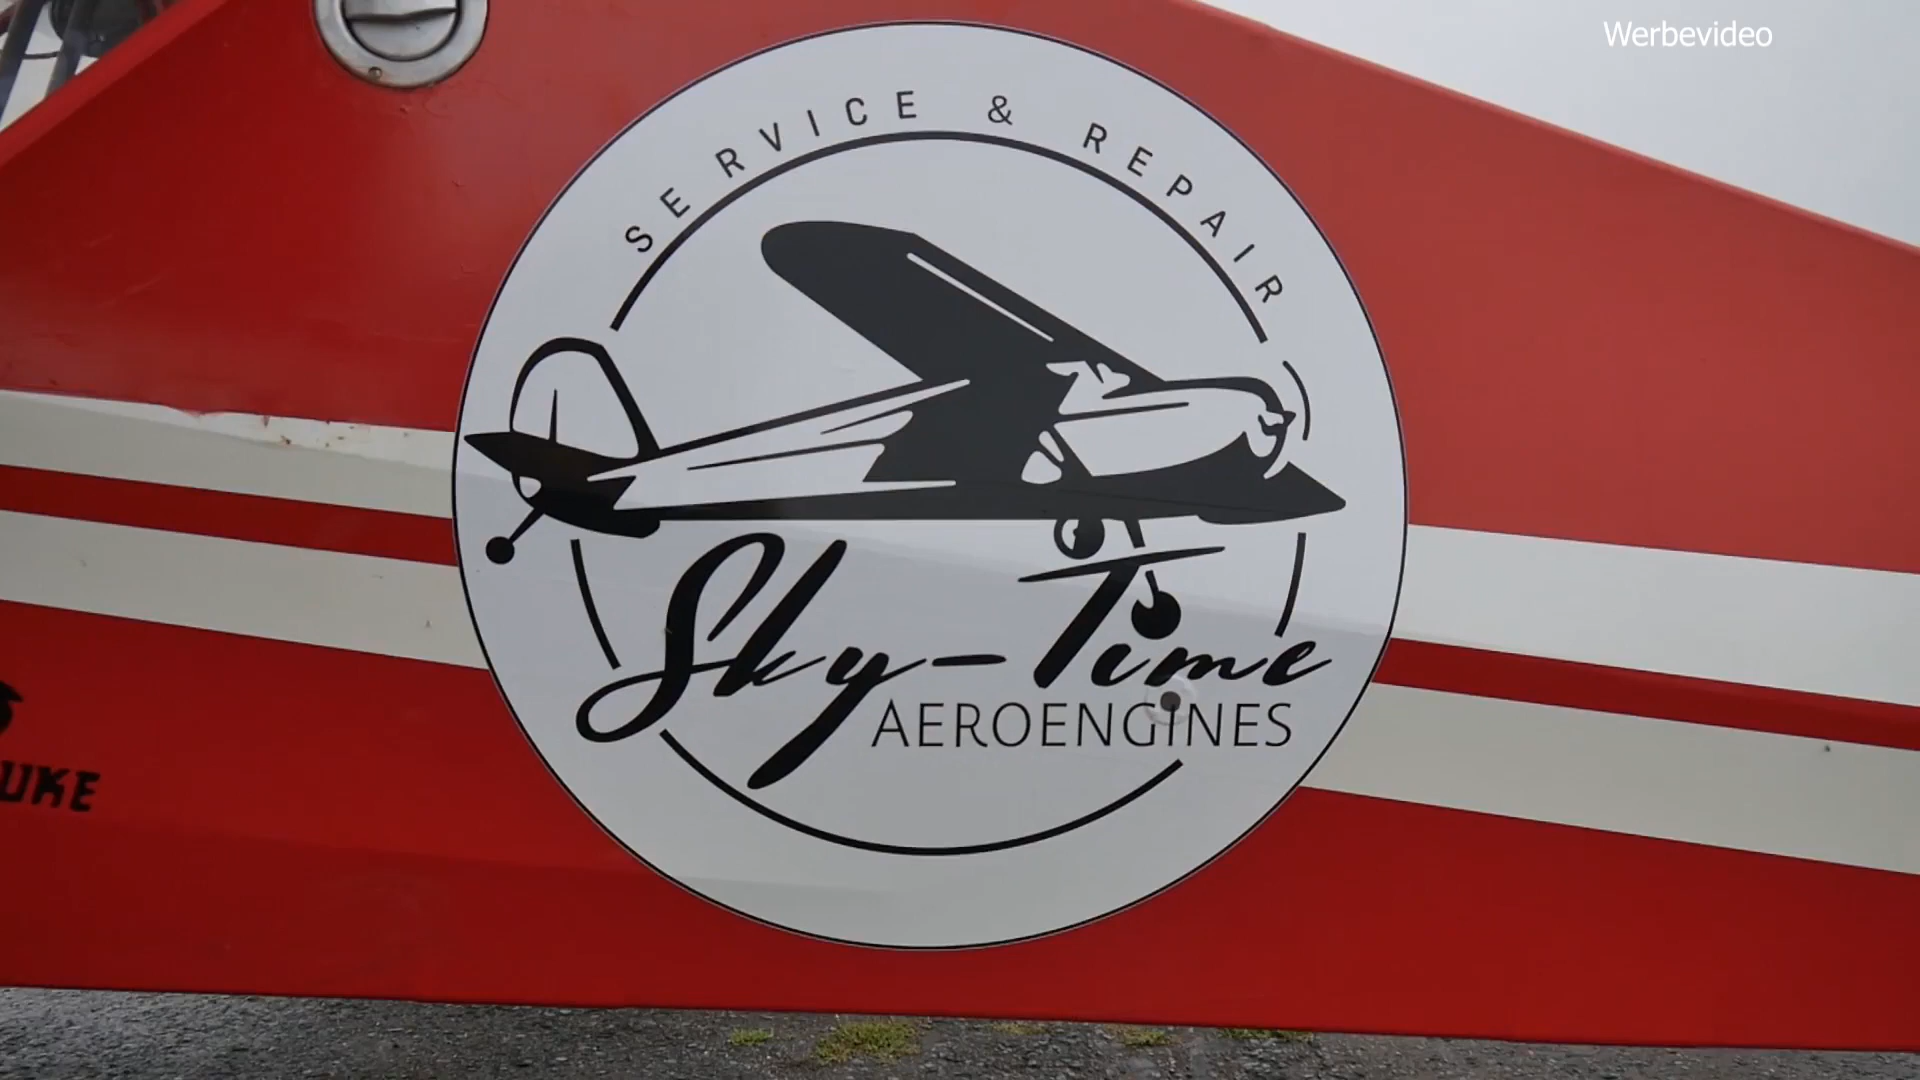 Werbevideo
SERVICE & REPAIR
Sky-Time
AEROENGINES
UKE